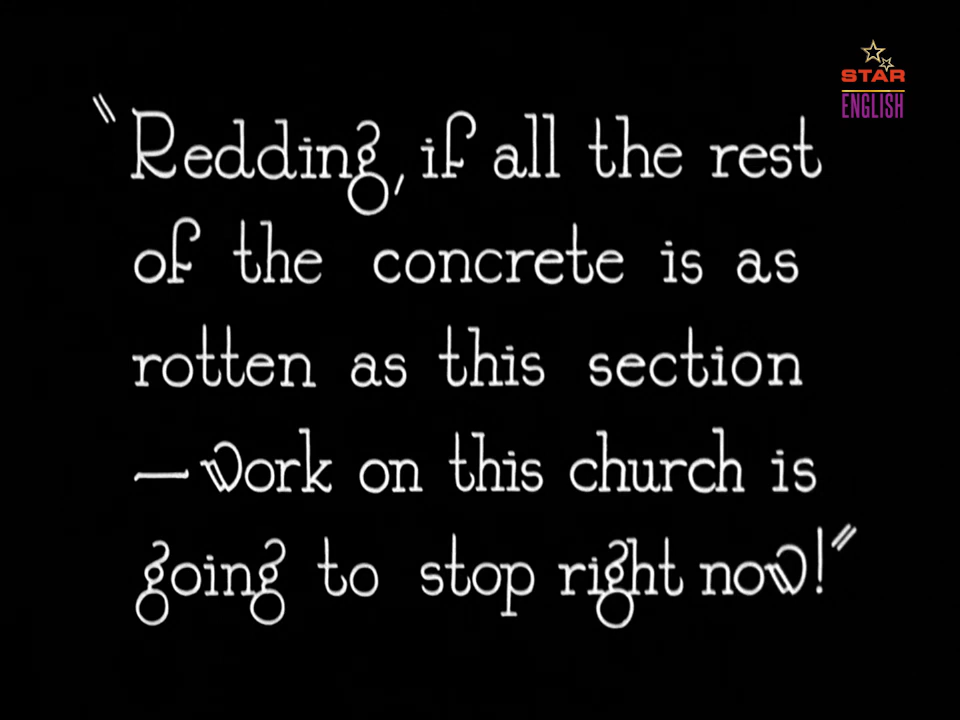 STAR
ENGLISH
"Redding, if all the rest
of the concrete is as
rotten as this section
—work on this church is
going to stop right now!"